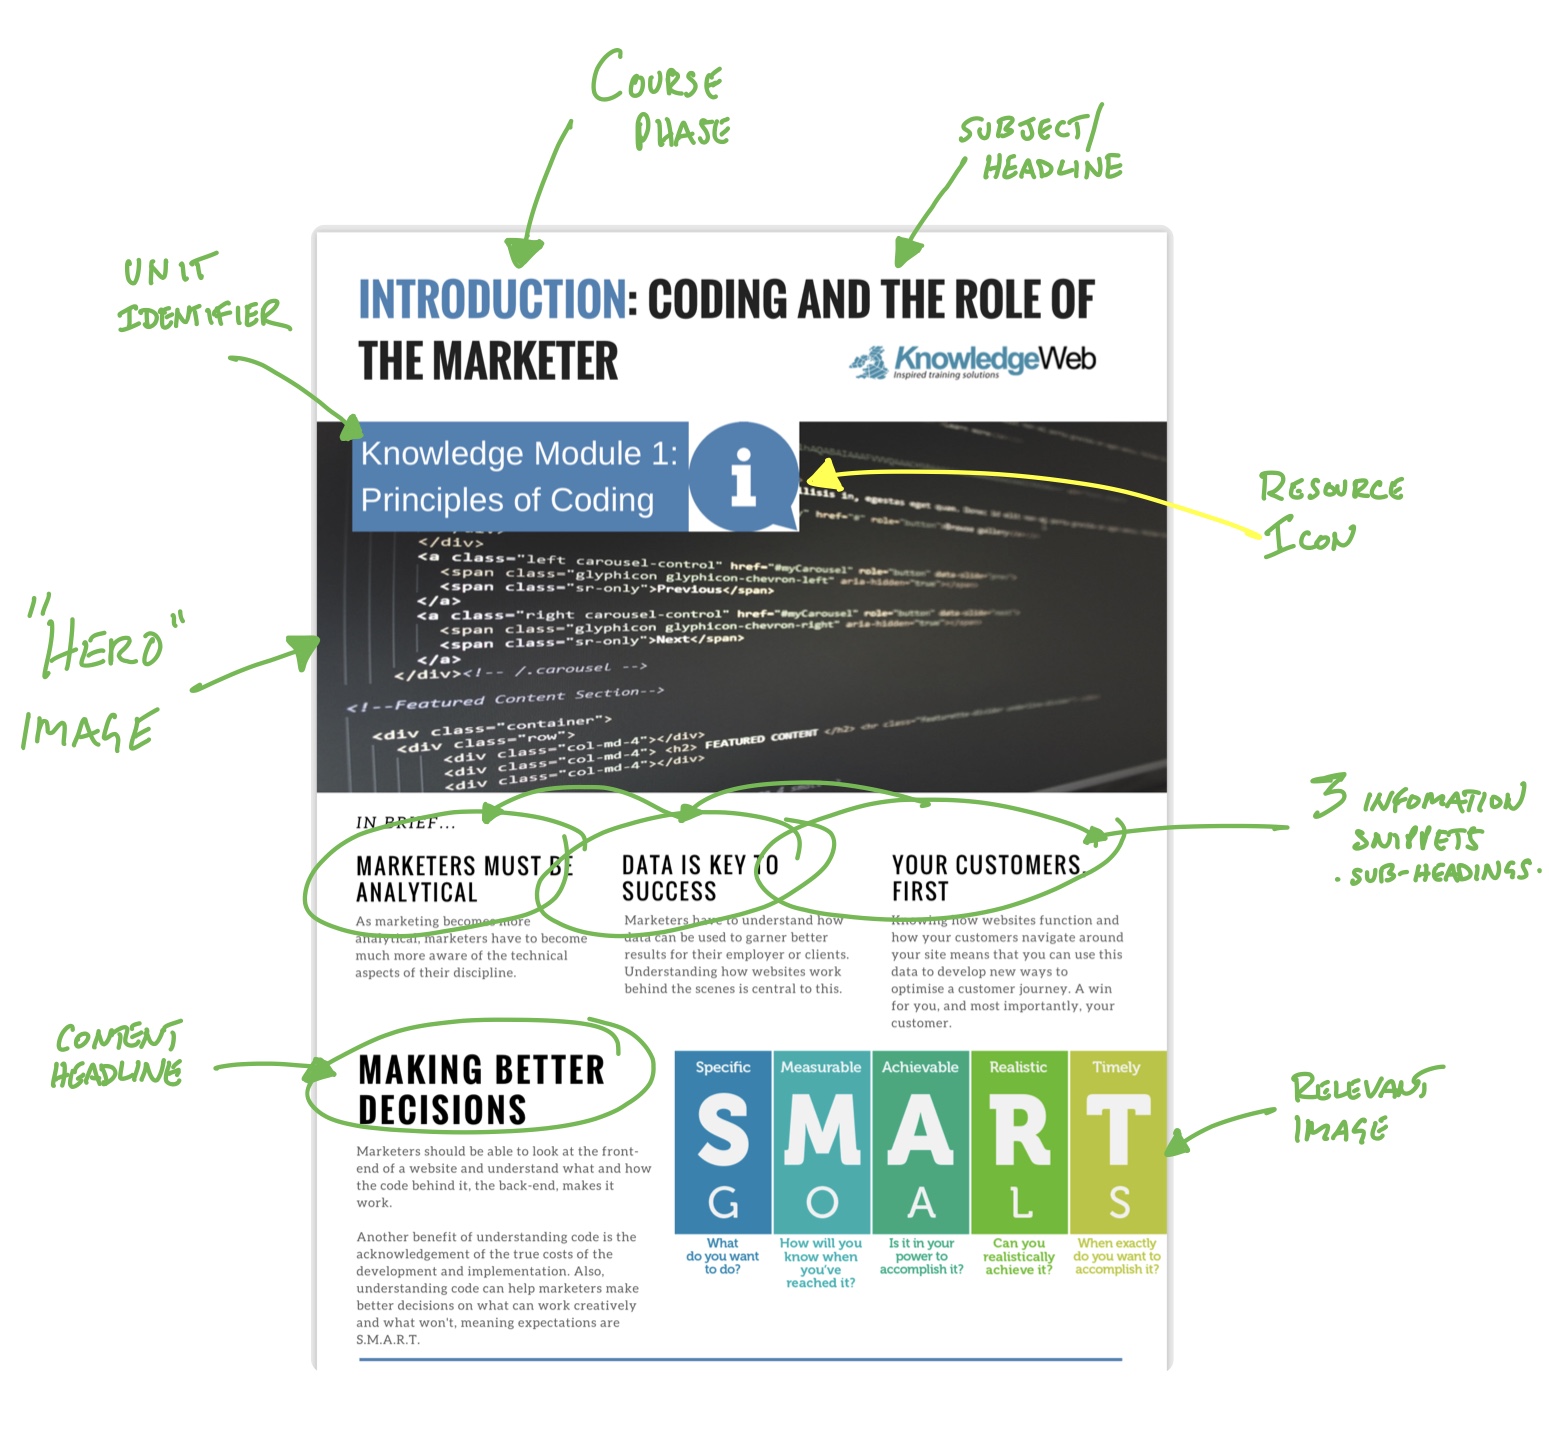 COURSE
PHASE
SUBJECT/
HEADLINE
UNIT
IDENTIFIER
INTRODUCTION: CODING AND THE ROLE OF
THE MARKETER
KnowledgeWeb
Inspired training solutions
Knowledge Module 1:
Principles of Coding
i
RESOURCE
ICON
"HERO"
IMAGE
</div>
<a class="left carousel-control" href="#myCarousel" role="button"
<span class="glyphicon glyphicon-chevron-left" aria-hidden="true"></span>
<span class="sr-only">Previous</span>
</a>
<a class="right carousel-control" href="#myCarousel" role="button"
<span class="glyphicon glyphicon-chevron-right" aria-hidden="true"></span>
<span class="sr-only">Next</span>
</a>
</div><!-- /.carousel -->
<!--Featured Content Section-->
<div class="container">
<div class="row">
<div class="col-md-4"></div>
<div class="col-md-4"> <h2> FEATURED CONTENT </h2>
<div class="col-md-4"></div>
3 INFOMATION
SNIPPETS
· SUB-HEADINGS·
IN BRIEF...
MARKETERS MUST BE
ANALYTICAL
As marketing becomes more
analytical, marketers have to become
much more aware of the technical
aspects of their discipline.
DATA IS KEY TO
SUCCESS
Marketers have to understand how
data can be used to garner better
results for their employer or clients.
Understanding how websites work
behind the scenes is central to this.
YOUR CUSTOMERS,
FIRST
Knowing how websites function and
how your customers navigate around
your site means that you can use this
data to develop new ways to
optimise a customer journey. A win
for you, and most importantly, your
customer.
CONTENT
HEADLINE
MAKING BETTER
DECISIONS
Marketers should be able to look at the front-
end of a website and understand what and how
the code behind it, the back-end, makes it
work.
Another benefit of understanding code is the
acknowledgement of the true costs of the
development and implementation. Also,
understanding code can help marketers make
better decisions on what can work creatively
and what won't, meaning expectations are
S.M.A.R.T.
Specific Measurable Achievable Realistic Timely
S M A R T
G O A L S
What
do you want
to do?
How will you
know when
you've
reached it?
Is it in your
power to
accomplish it?
Can you
realistically
achieve it?
When exactly
do you want to
accomplish it?
RELEVANT
IMAGE